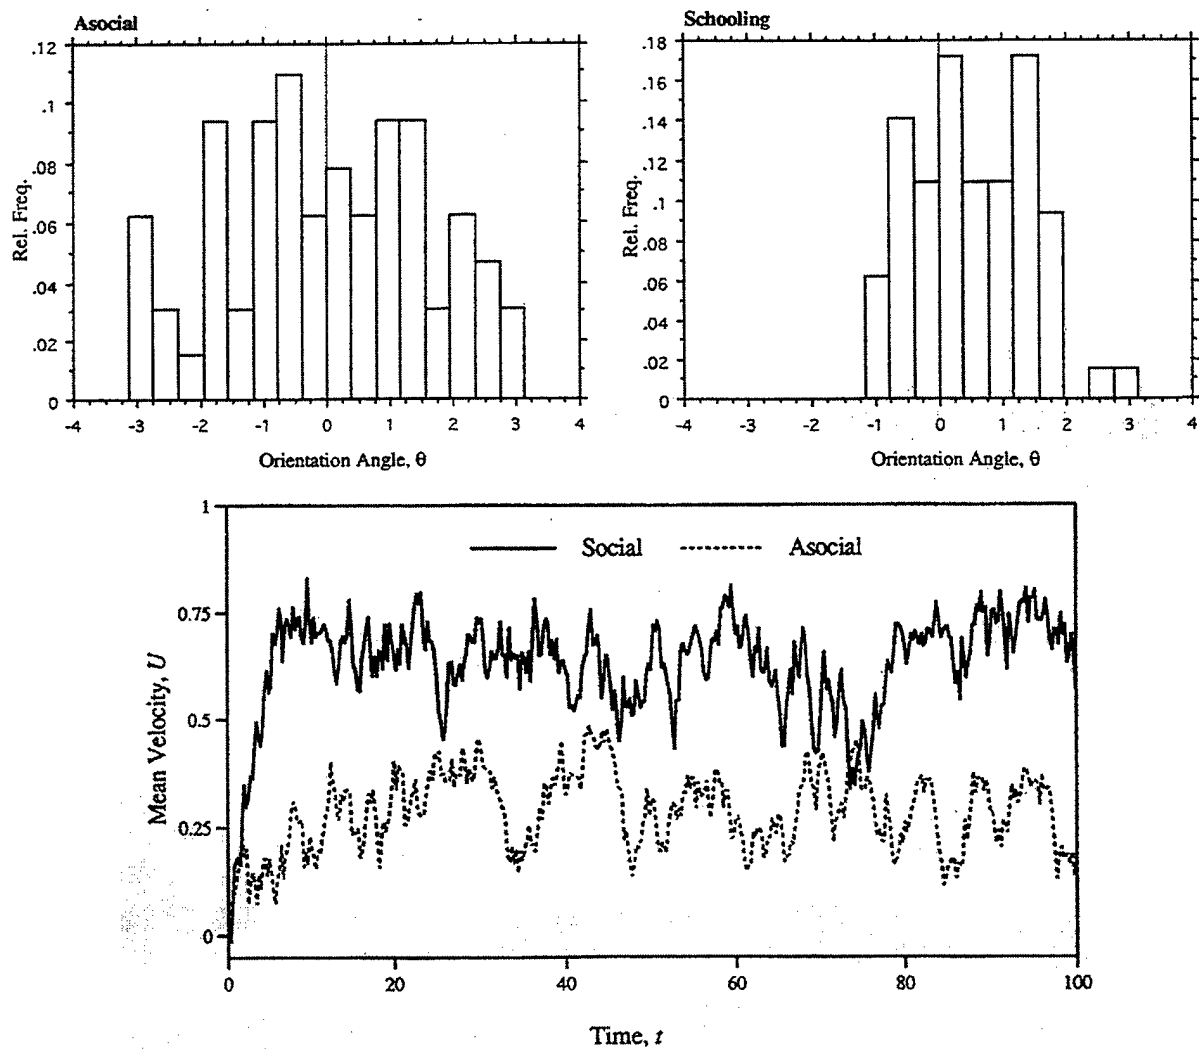 Asocial
.12
.1
.08
.06
.04
.02
0
Rel. Freq.
-4 -3 -2 -1 0 1 2 3 4
Orientation Angle, θ
Schooling
.18
.16
.14
.12
.1
.08
.06
.04
.02
0
Rel. Freq.
-4 -3 -2 -1 0 1 2 3 4
Orientation Angle, θ
Social Asocial
1
0.75
0.5
0.25
0
Mean Velocity, U
0 20 40 60 80 100
Time, t